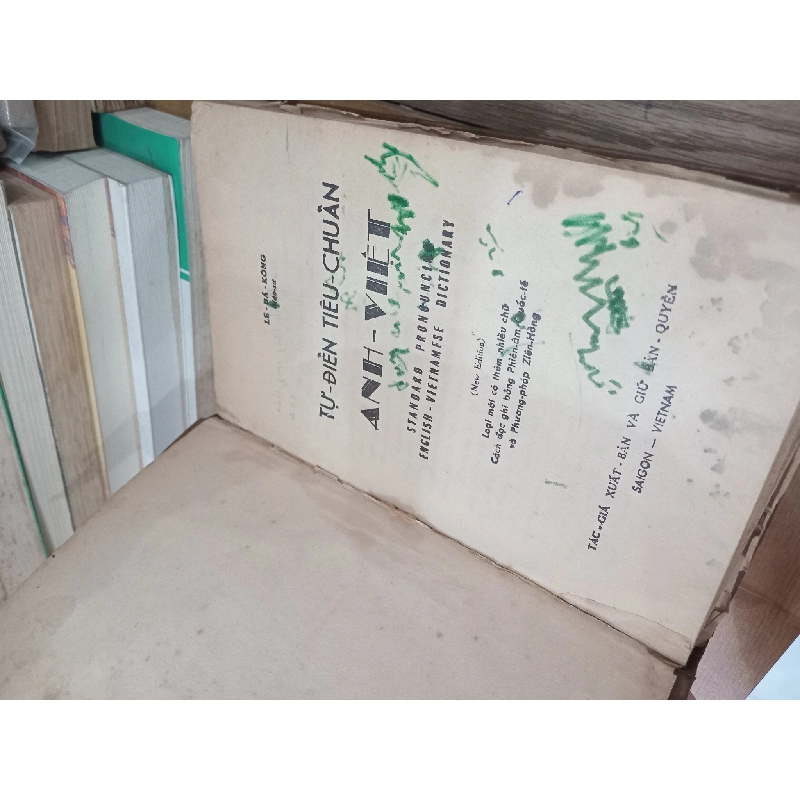 LÊ - BÁ - KÔNG
TỰ-ĐIỂN TIÊU-CHUẨN
ANH-VIỆT
STANDARD PRONOUNCING
ENGLISH-VIETNAMESE DICTIONARY
(New Edition)
Loại mới có thêm nhiều chữ
Cách đọc ghi bằng Phiên-âm Quốc-tế
và Phương-pháp Ziên-Hồng
TÁC-GIẢ XUẤT-BẢN VÀ GIỮ BẢN-QUYỀN
SAIGON — VIETNAM